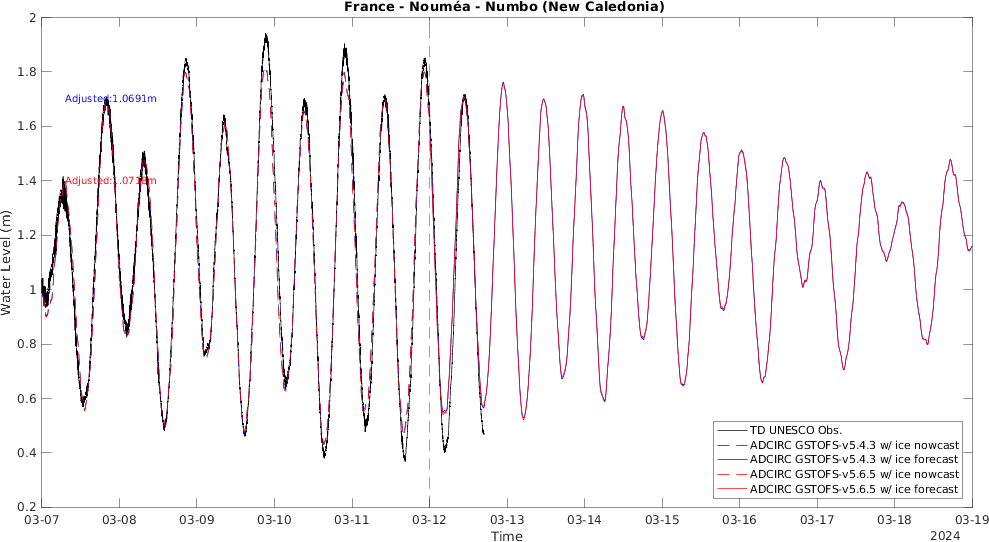 France - Nouméa - Numbo (New Caledonia)
2
1.8
1.6
1.4
1.2
1
0.8
0.6
0.4
0.2
Water Level (m)
Adjusted:1.0691m
TD UNESCO Obs.
ADCIRC GSTOFS-v5.4.3 w/ ice nowcast
ADCIRC GSTOFS-v5.4.3 w/ ice forecast
ADCIRC GSTOFS-v5.6.5 w/ ice nowcast
ADCIRC GSTOFS-v5.6.5 w/ ice forecast
03-07 03-08 03-09 03-10 03-11 03-12 03-13 03-14 03-15 03-16 03-17 03-18 03-19
Time
2024